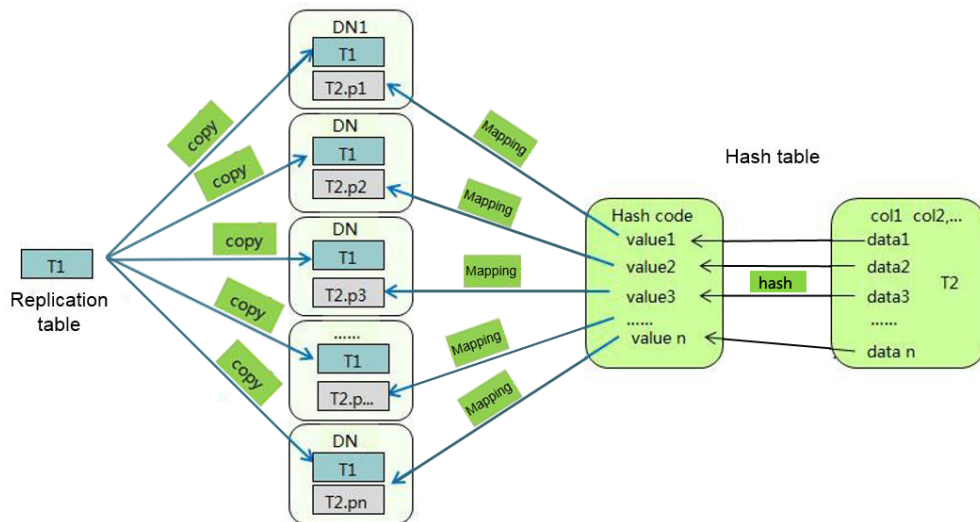 T1
Replication
table
copy
copy
copy
copy
copy
DN1
T1
T2.p1
DN
T1
T2.p2
DN
T1
T2.p3
......
T1
T2.p...
DN
T1
T2.pn
Mapping
Mapping
Mapping
Mapping
Mapping
Hash table
Hash code
value1
value2
value3
......
value n
hash
col1 col2,...
data1
data2
T2
data3
......
data n